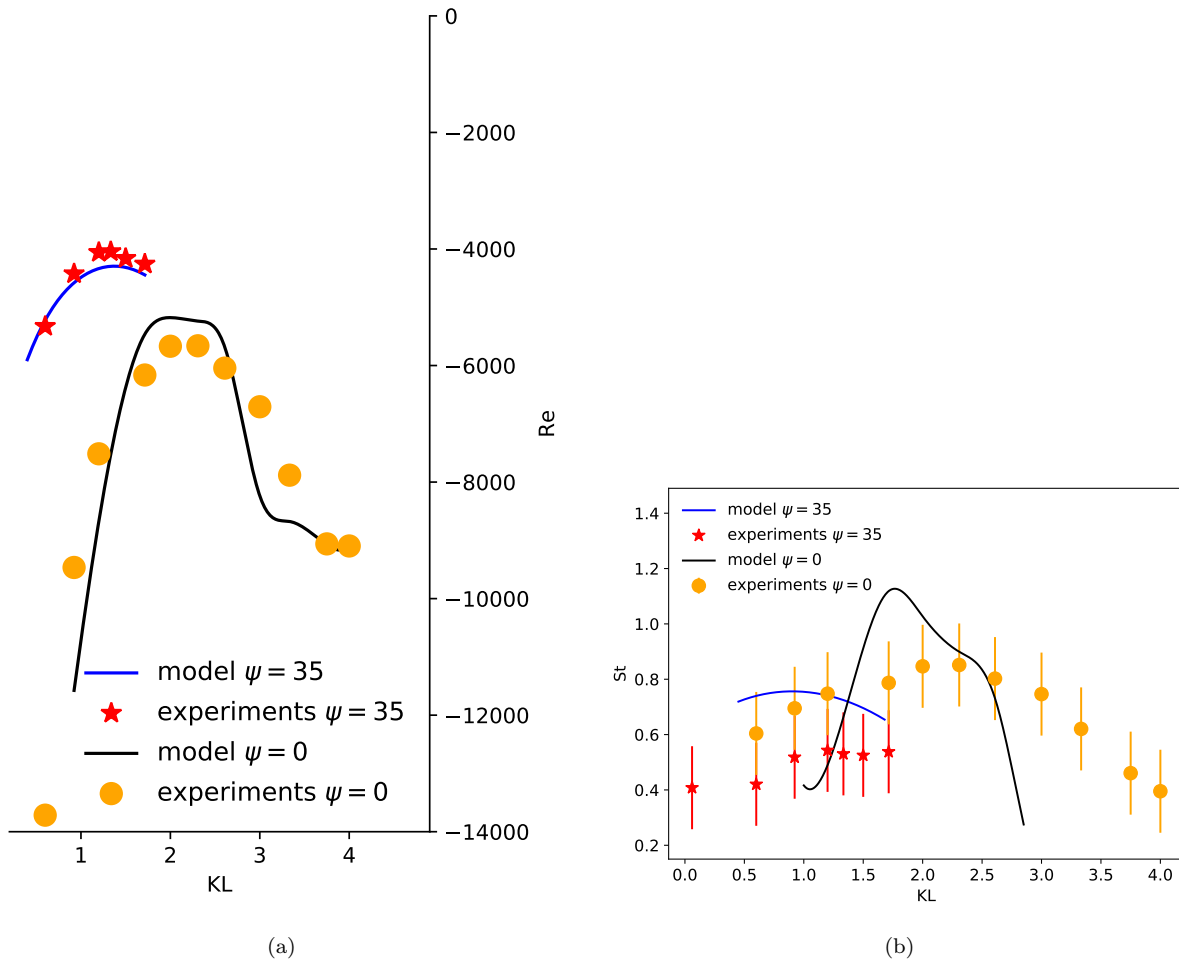 0
−2000
−4000
−6000
−8000
−10000
−12000
−14000
Re
1 2 3 4
KL
model ψ = 35
experiments ψ = 35
model ψ = 0
experiments ψ = 0
(a)
1.4
1.2
1.0
0.8
0.6
0.4
0.2
St
0.0 0.5 1.0 1.5 2.0 2.5 3.0 3.5 4.0
KL
model ψ = 35
experiments ψ = 35
model ψ = 0
experiments ψ = 0
(b)